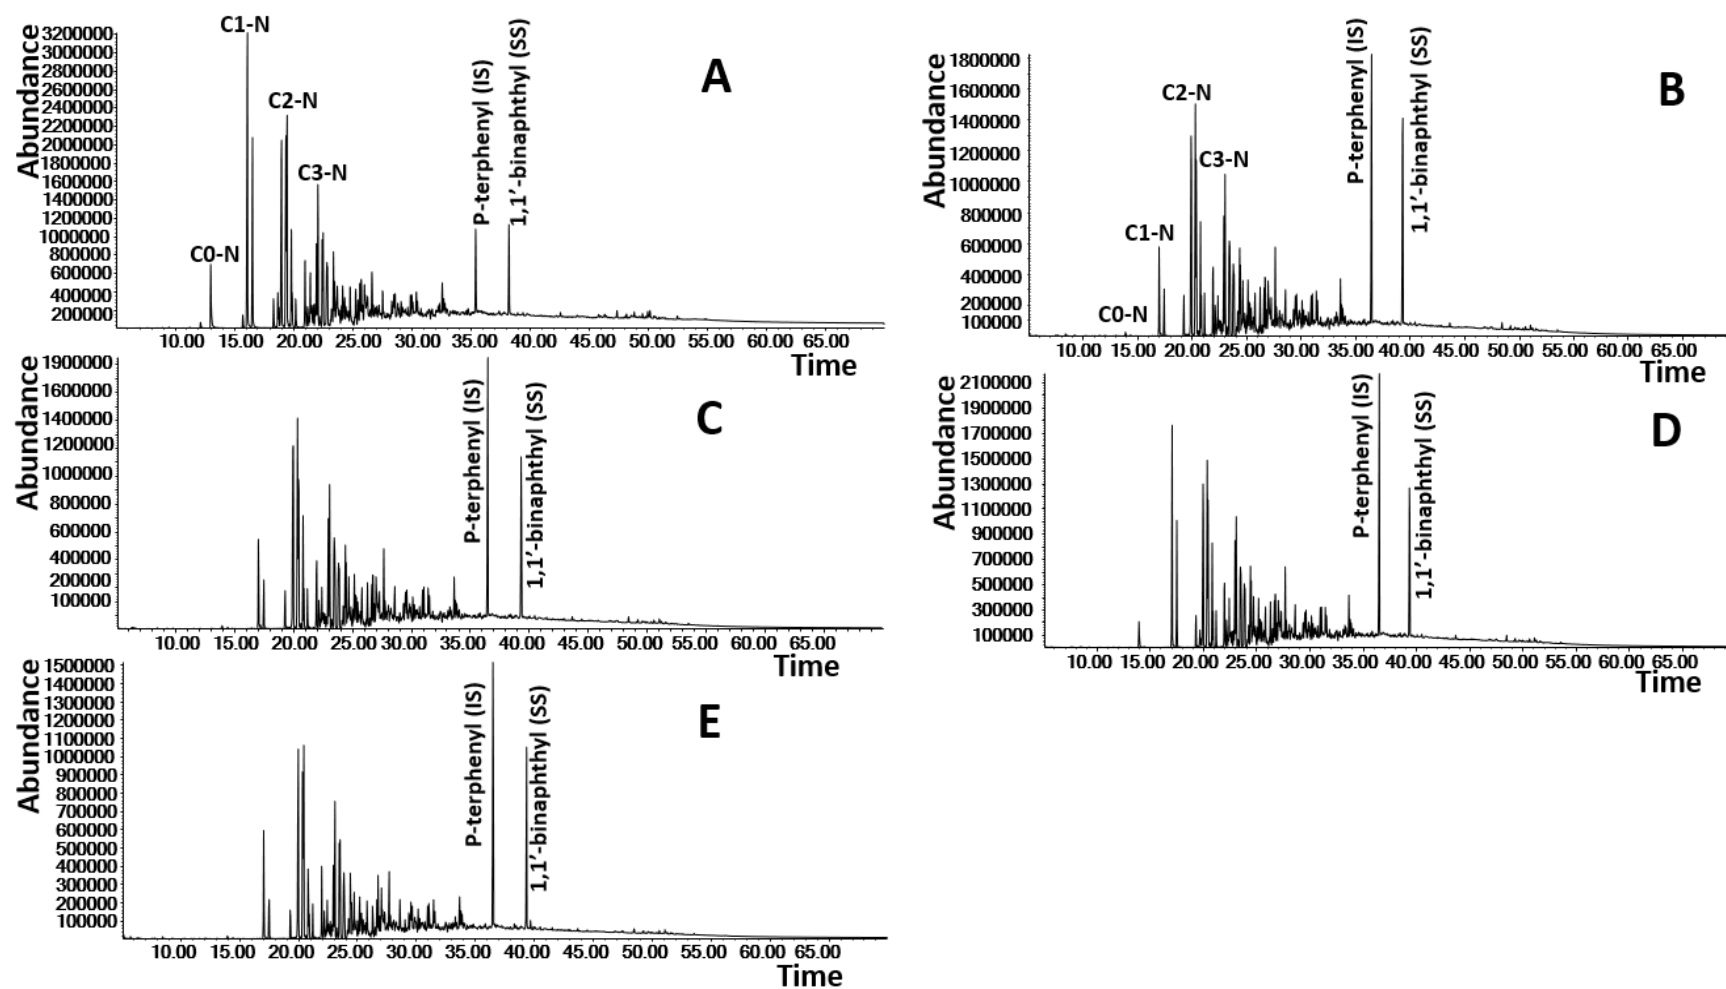 A
Abundance
3200000
3000000
2800000
2600000
2400000
2200000
2000000
1800000
1600000
1400000
1200000
1000000
800000
600000
400000
200000
C0-N
C1-N
C2-N
C3-N
P-terphenyl (IS)
1,1′-binaphthyl (SS)
10.00 15.00 20.00 25.00 30.00 35.00 40.00 45.00 50.00 55.00 60.00 65.00
Time
B
Abundance
1800000
1600000
1400000
1200000
1000000
800000
600000
400000
200000
100000
C0-N
C1-N
C2-N
C3-N
P-terphenyl (IS)
1,1′-binaphthyl (SS)
10.00 15.00 20.00 25.00 30.00 35.00 40.00 45.00 50.00 55.00 60.00 65.00
Time
C
Abundance
1900000
1600000
1400000
1200000
1000000
800000
600000
400000
200000
100000
P-terphenyl (IS)
1,1′-binaphthyl (SS)
10.00 15.00 20.00 25.00 30.00 35.00 40.00 45.00 50.00 55.00 60.00 65.00
Time
D
Abundance
2100000
1900000
1700000
1500000
1300000
1100000
900000
700000
500000
300000
100000
P-terphenyl (IS)
1,1′-binaphthyl (SS)
10.00 15.00 20.00 25.00 30.00 35.00 40.00 45.00 50.00 55.00 60.00 65.00
Time
E
Abundance
1500000
1400000
1300000
1200000
1100000
1000000
900000
800000
700000
600000
500000
400000
300000
200000
100000
P-terphenyl (IS)
1,1′-binaphthyl (SS)
10.00 15.00 20.00 25.00 30.00 35.00 40.00 45.00 50.00 55.00 60.00 65.00
Time